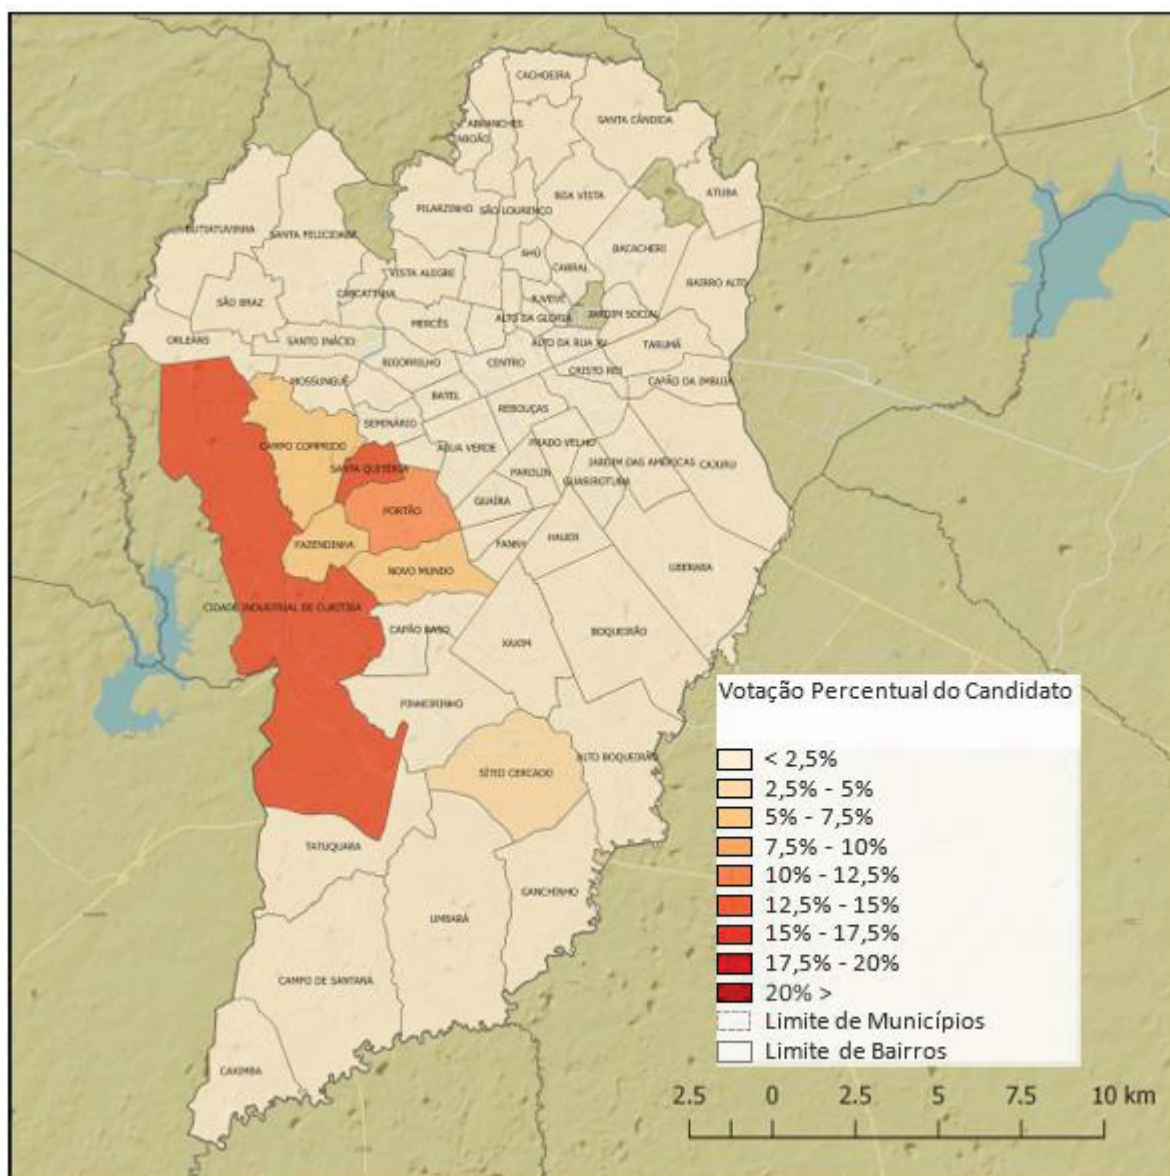 CACHOEIRA
ABRANCHES
SANTA CÂNDIDA
TABOÃO
ATUBA
BOA VISTA
PILARZINHO
SÃO LOURENÇO
BUTIATUVINHA
SANTA FELICIDADE
BACACHERI
AHÚ
CABRAL
VISTA ALEGRE
BAIRRO ALTO
CASCATINHA
SÃO BRAZ
JUVEVÊ
ALTO DA GLÓRIA
JARDIM SOCIAL
MERCÊS
ORLEANS
SANTO INÁCIO
ALTO DA RUA XV
TARUMÃ
BIGORRILHO
CENTRO
CRISTO REI
MOSSUNGUÊ
CAPÃO DA IMBUIA
BATEL
REBOUÇAS
SEMINÁRIO
CAMPO COMPRIDO
ÁGUA VERDE
PRADO VELHO
SANTA QUITÉRIA
PAROLIN
JARDIM DAS AMÉRICAS
CAJURU
GUABIROTUBA
GUAÍRA
PORTÃO
FAZENDINHA
FANNY
HAUER
NOVO MUNDO
UBERABA
CIDADE INDUSTRIAL DE CURITIBA
CAPÃO RASO
XAXIM
BOQUEIRÃO
PINHEIRINHO
SÍTIO CERCADO
ALTO BOQUEIRÃO
TATUQUARA
GANCHINHO
UMBARÁ
CAMPO DE SANTANA
CAXIMBA
Votação Percentual do Candidato
< 2,5%
2,5% - 5%
5% - 7,5%
7,5% - 10%
10% - 12,5%
12,5% - 15%
15% - 17,5%
17,5% - 20%
20% >
Limite de Municípios
Limite de Bairros
2.5 0 2.5 5 7.5 10 km